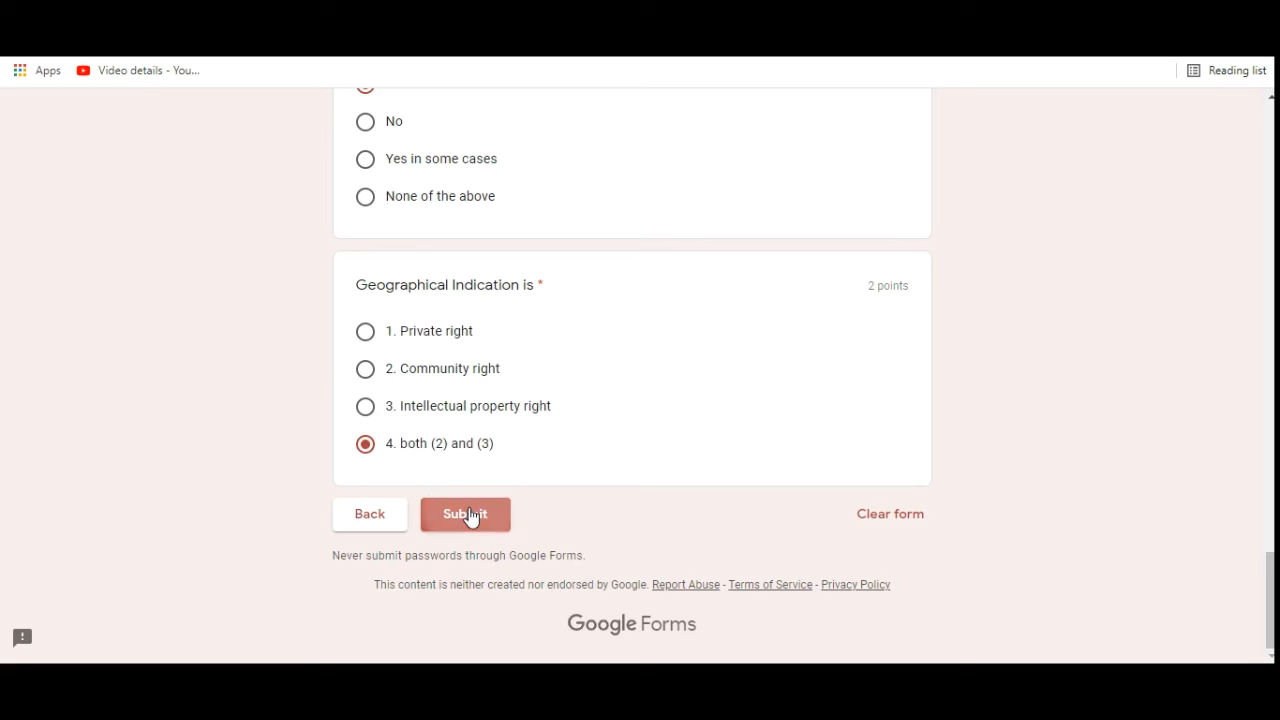 Apps Video details - You... Reading list
No
Yes in some cases
None of the above
Geographical Indication is * 2 points
1. Private right
2. Community right
3. Intellectual property right
4. both (2) and (3)
Back Submit Clear form
Never submit passwords through Google Forms.
This content is neither created nor endorsed by Google. Report Abuse - Terms of Service - Privacy Policy
Google Forms